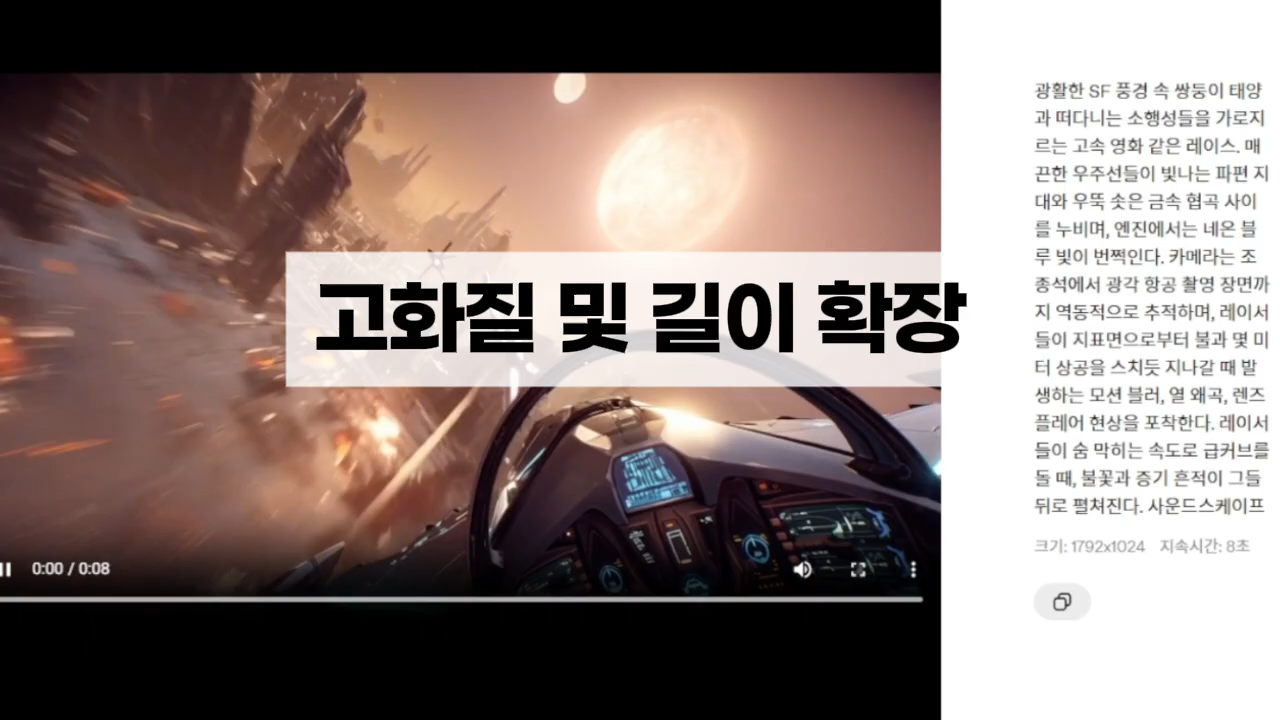 고화질 및 길이 확장
0:00 / 0:08
광활한 SF 풍경 속 쌍둥이 태양
과 떠다니는 소행성들을 가로지
르는 고속 영화 같은 레이스. 매
끈한 우주선들이 빛나는 파편 지
대와 우뚝 솟은 금속 협곡 사이
를 누비며, 엔진에서는 네온 블
루 빛이 번쩍인다. 카메라는 조
종석에서 광각 항공 촬영 장면까
지 역동적으로 추적하며, 레이서
들이 지표면으로부터 불과 몇 미
터 상공을 스치듯 지나갈 때 발
생하는 모션 블러, 열 왜곡, 렌즈
플레어 현상을 포착한다. 레이서
들이 숨 막히는 속도로 급커브를
돌 때, 불꽃과 증기 흔적이 그들
뒤로 펼쳐진다. 사운드스케이프
크기: 1792x1024 지속시간: 8초